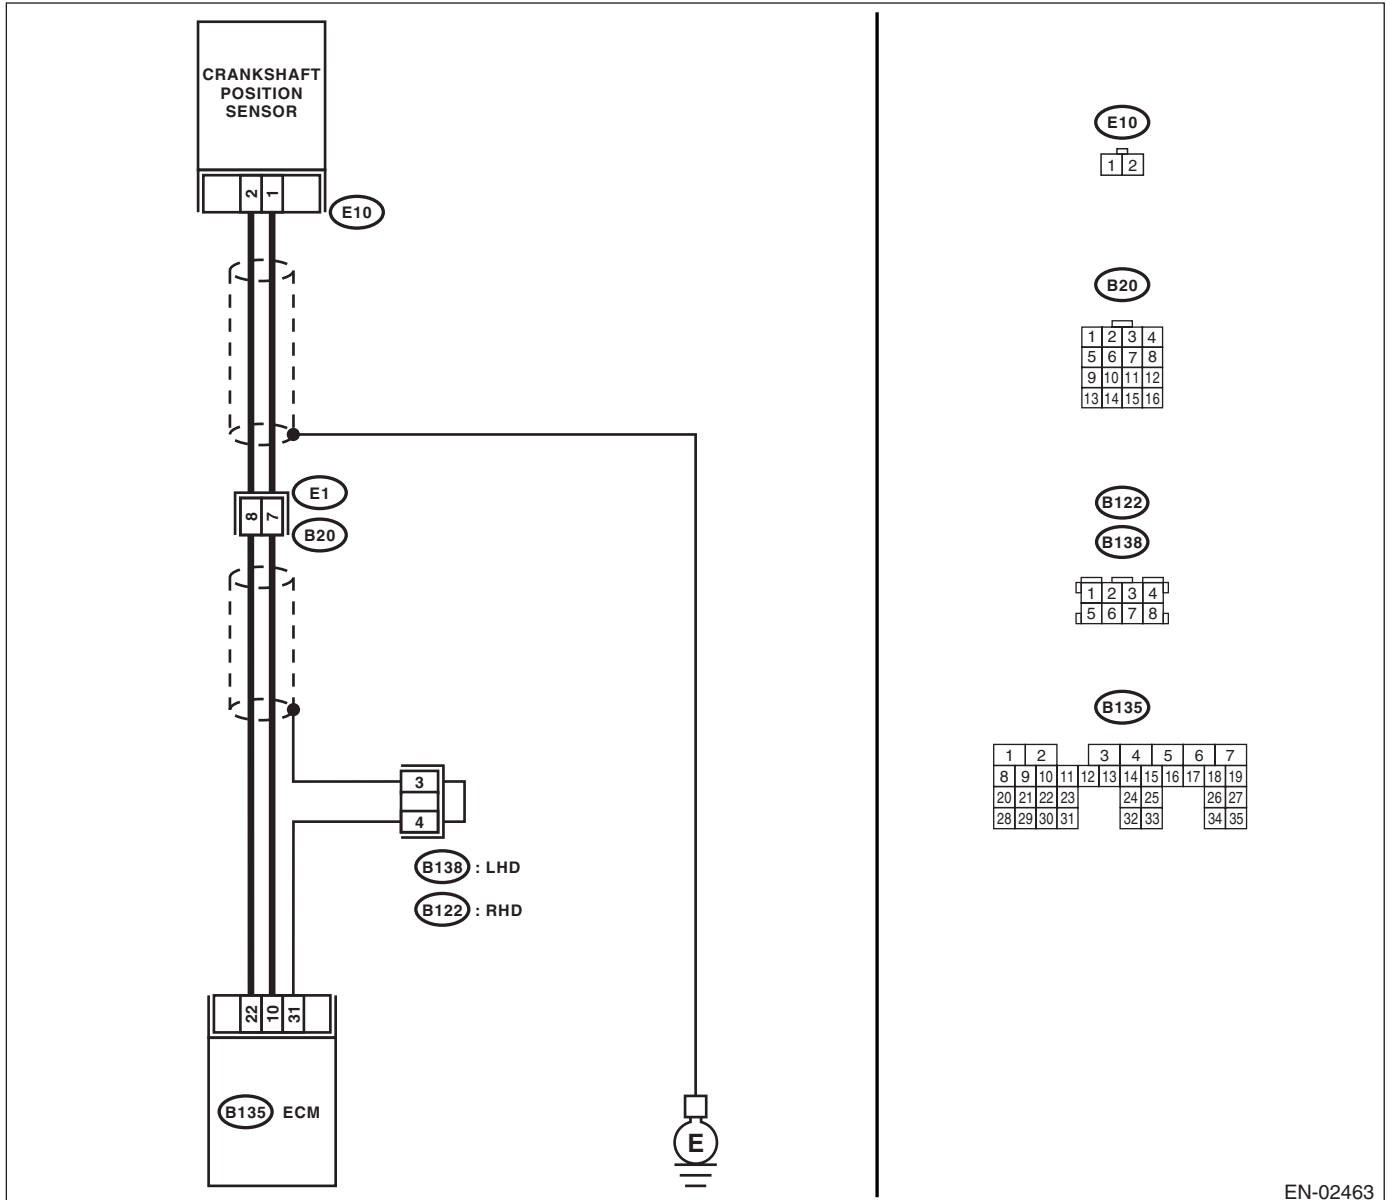 CRANKSHAFT
POSITION
SENSOR
2 1
E10
E1
8 7
B20
3
4
B138 : LHD
B122 : RHD
22 10 31
B135 ECM
E
E10
1 2
B20
1 2 3 4
5 6 7 8
9 10 11 12
13 14 15 16
B122
B138
1 2 3 4
5 6 7 8
B135
1 2 3 4 5 6 7
8 9 10 11 12 13 14 15 16 17 18 19
20 21 22 23 24 25 26 27
28 29 30 31 32 33 34 35
EN-02463